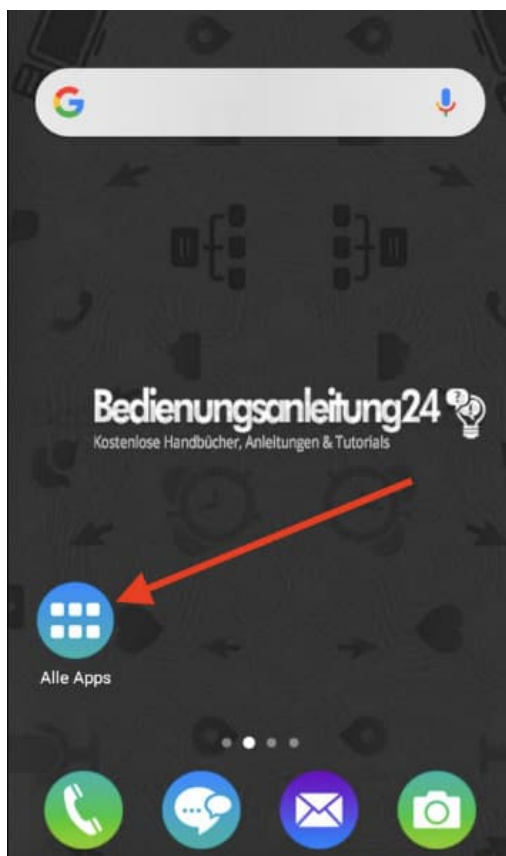 G
Bedienungsanleitung24
?
Kostenlose Handbücher, Anleitungen & Tutorials
Alle Apps